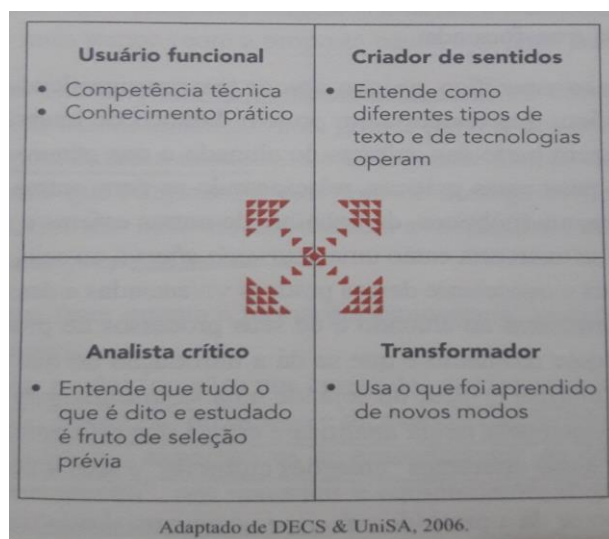 Usuário funcional
• Competência técnica
• Conhecimento prático
Criador de sentidos
• Entende como
diferentes tipos de
texto e de tecnologias
operam
Analista crítico
• Entende que tudo o
que é dito e estudado
é fruto de seleção
prévia
Transformador
• Usa o que foi aprendido
de novos modos
Adaptado de DECS & UniSA, 2006.